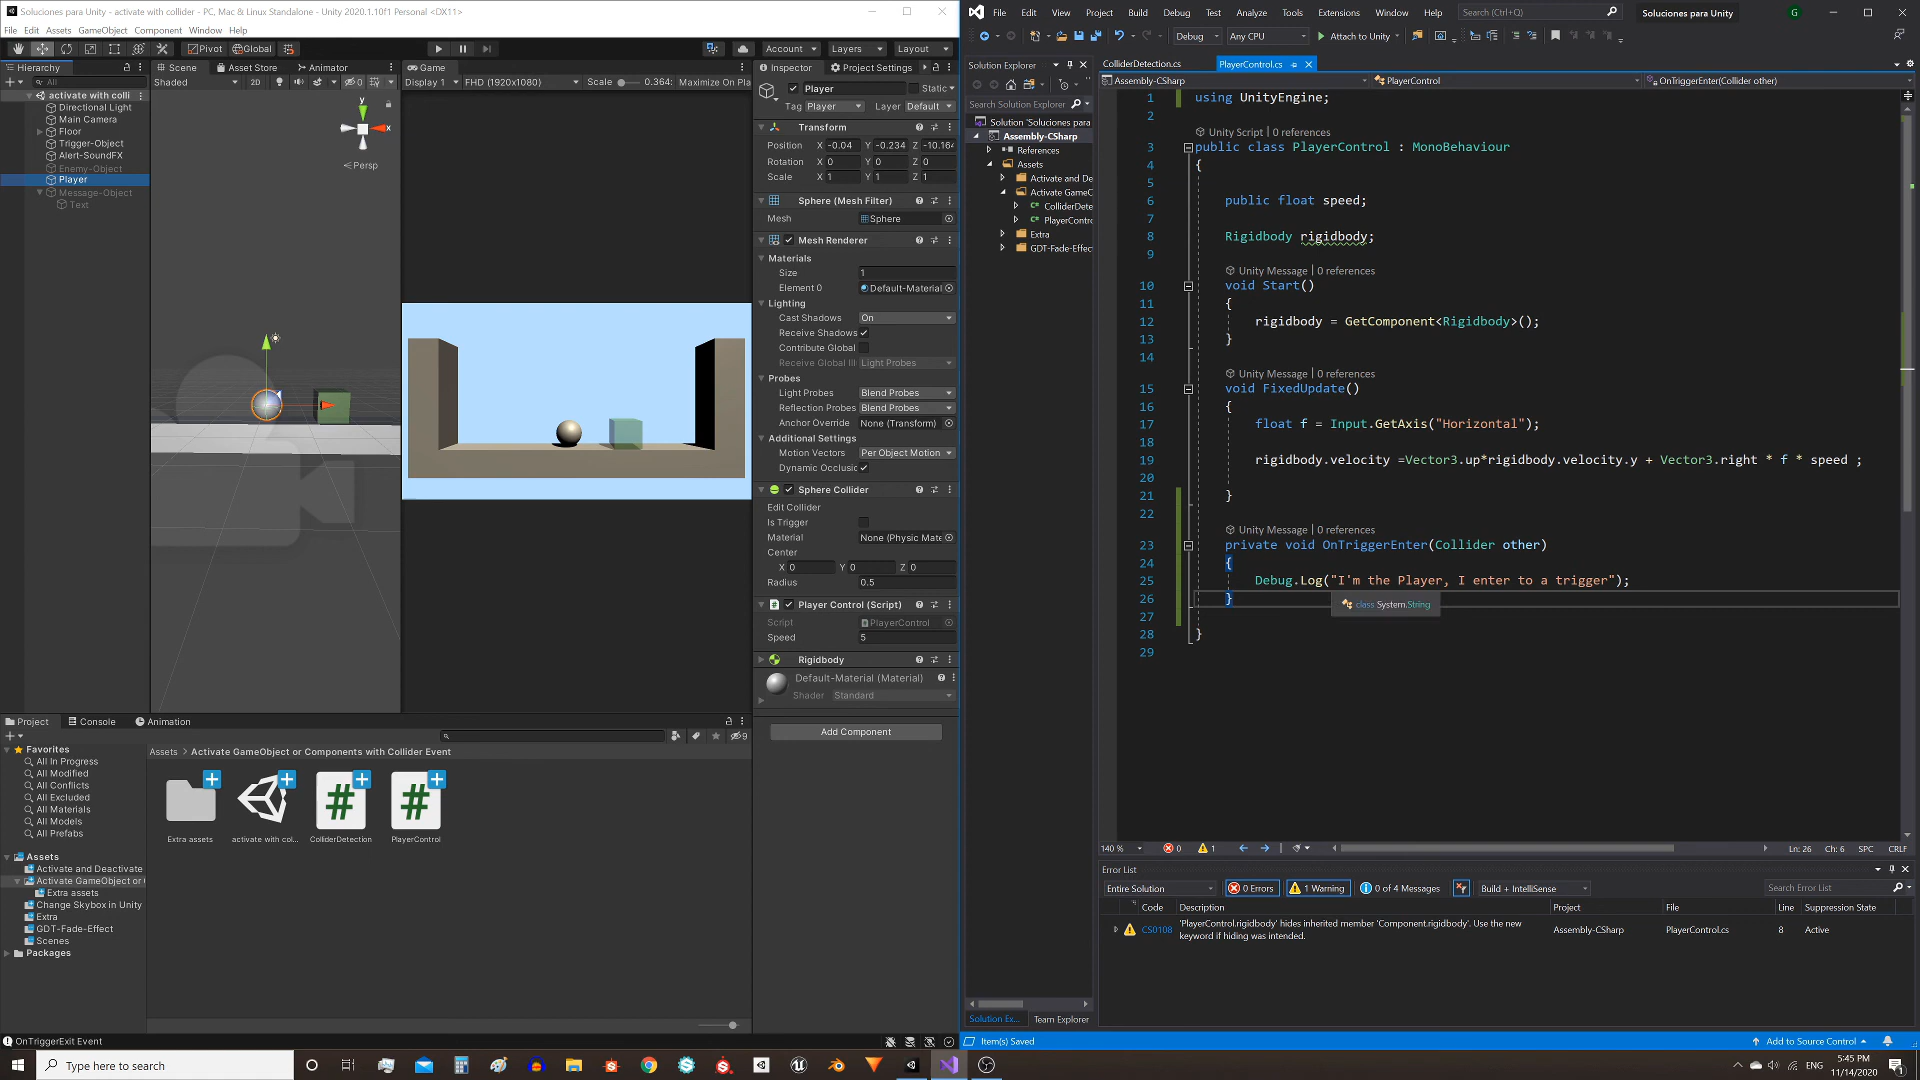 Soluciones para Unity - activate with collider - PC, Mac & Linux Standalone - Unity 2020.1.10f1 Personal <DX11>
File Edit Assets GameObject Component Window Help
Pivot Global Account Layers Layout
Hierarchy
All
activate with colli
Directional Light
Main Camera
Floor
Trigger-Object
Alert-SoundFX
Enemy-Object
Player
Message-Object
Text
Scene Asset Store Animator
Shaded 2D 0
y
x
Persp
Game
Display 1 FHD (1920x1080) Scale 0.364: Maximize On Pl
Inspector Project Settings
Player Static
Tag Player Layer Default
Transform
Position X -0.04 Y -0.234 Z -10.164
Rotation X 0 Y 0 Z 0
Scale X 1 Y 1 Z 1
Sphere (Mesh Filter)
Mesh Sphere
Mesh Renderer
Materials
Size 1
Element 0 Default-Material
Lighting
Cast Shadows On
Receive Shadows
Contribute Global
Receive Global Ill Light Probes
Probes
Light Probes Blend Probes
Reflection Probes Blend Probes
Anchor Override None (Transform)
Additional Settings
Motion Vectors Per Object Motion
Dynamic Occlusic
Sphere Collider
Edit Collider
Is Trigger
Material None (Physic Mate
Center
X 0 Y 0 Z 0
Radius 0.5
Player Control (Script)
Script PlayerControl
Speed 5
Rigidbody
Default-Material (Material)
Shader Standard
Add Component
Project Console Animation
9
Favorites
All In Progress
All Modified
All Conflicts
All Excluded
All Materials
All Models
All Prefabs
Assets
Activate and Deactivate
Activate GameObject or (
Extra assets
Change Skybox in Unity
Extra
GDT-Fade-Effect
Scenes
Packages
Assets > Activate GameObject or Components with Collider Event
Extra assets
activate with col...
ColliderDetection
PlayerControl
OnTriggerExit Event
File Edit View Project Build Debug Test Analyze Tools Extensions Window Help
Search (Ctrl+Q)
Soluciones para Unity
G
Debug Any CPU Attach to Unity
Solution Explorer
Search Solution Explorer
Solution 'Soluciones para
Assembly-CSharp
References
Assets
Activate and De
Activate GameC
ColliderDete
PlayerContro
Extra
GDT-Fade-Effec
Solution Ex... Team Explorer
ColliderDetection.cs PlayerControl.cs
Assembly-CSharp PlayerControl OnTriggerEnter(Collider other)
1 using UnityEngine;
2
Unity Script | 0 references
3 public class PlayerControl : MonoBehaviour
4 {
5
6 public float speed;
7
8 Rigidbody rigidbody;
9
Unity Message | 0 references
10 void Start()
11 {
12 rigidbody = GetComponent<Rigidbody>();
13 }
14
Unity Message | 0 references
15 void FixedUpdate()
16 {
17 float f = Input.GetAxis("Horizontal");
18
19 rigidbody.velocity =Vector3.up*rigidbody.velocity.y + Vector3.right * f * speed ;
20
21 }
22
Unity Message | 0 references
23 private void OnTriggerEnter(Collider other)
24 {
25 Debug.Log("I'm the Player, I enter to a trigger");
26 }
class System.String
27
28 }
29
140 % 0 1 Ln: 26 Ch: 6 SPC CRLF
Error List
Entire Solution 0 Errors 1 Warning 0 of 4 Messages Build + IntelliSense Search Error List
Code Description Project File Line Suppression State
CS0108 'PlayerControl.rigidbody' hides inherited member 'Component.rigidbody'. Use the new Assembly-CSharp PlayerControl.cs 8 Active
keyword if hiding was intended.
Item(s) Saved Add to Source Control
Type here to search
ENG
5:45 PM
11/14/2020
1